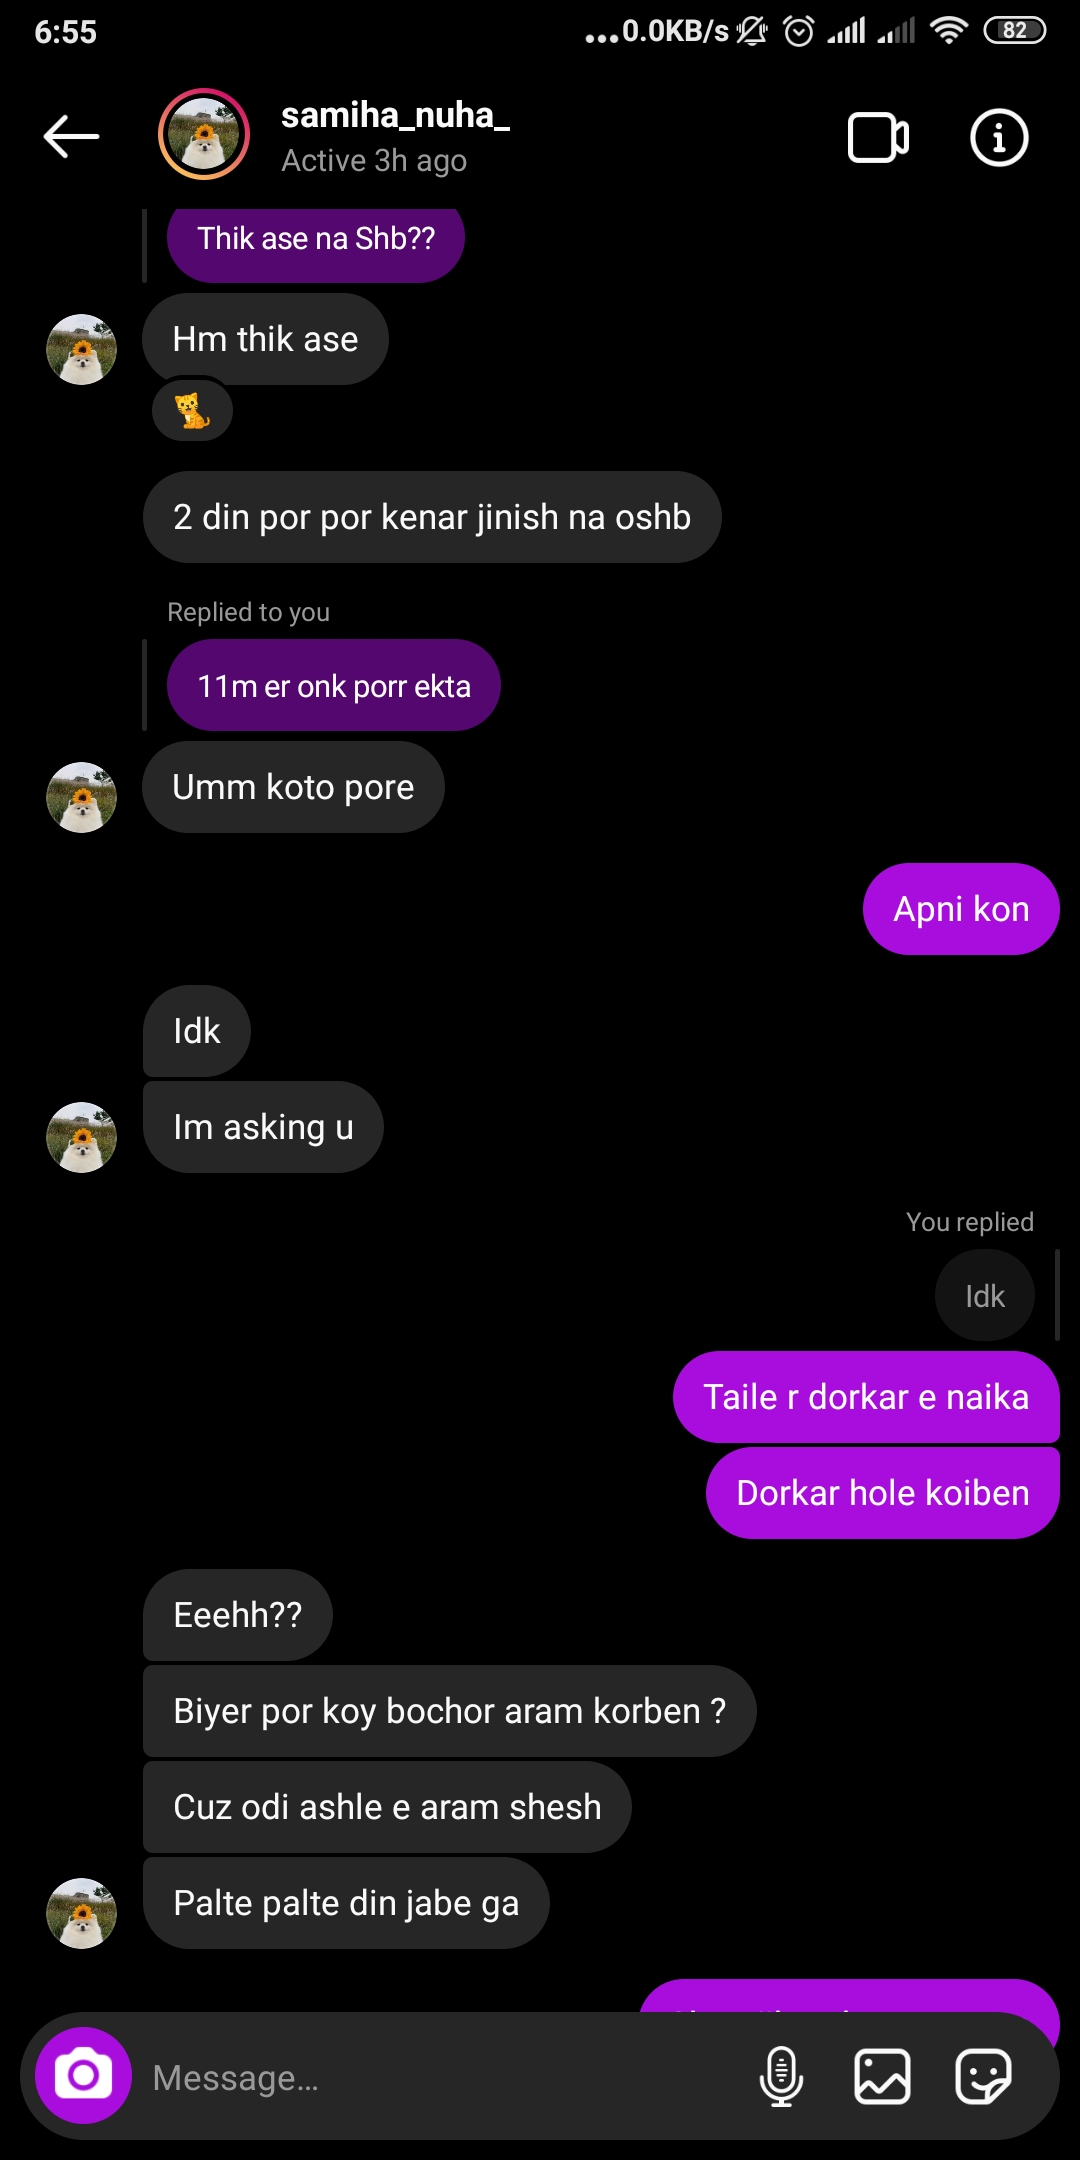 6:55
...0.0KB/s
82
samiha_nuha_
Active 3h ago
Thik ase na Shb??
Hm thik ase
2 din por por kenar jinish na oshb
Replied to you
11m er onk porr ekta
Umm koto pore
Apni kon
Idk
Im asking u
You replied
Idk
Taile r dorkar e naika
Dorkar hole koiben
Eeehh??
Biyer por koy bochor aram korben ?
Cuz odi ashle e aram shesh
Palte palte din jabe ga
Message...